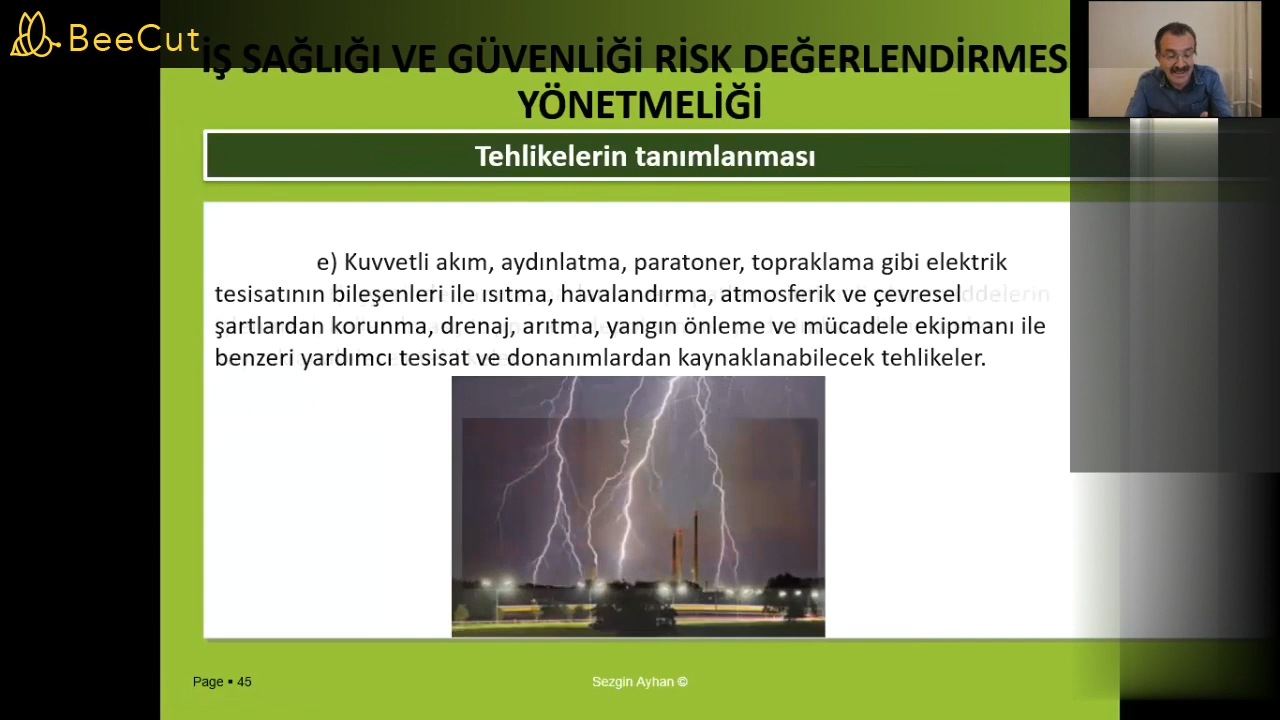 BeeCut
İŞ SAĞLIĞI VE GÜVENLİĞİ RİSK DEĞERLENDİRMES
YÖNETMELİĞİ
Tehlikelerin tanımlanması
e) Kuvvetli akım, aydınlatma, paratoner, topraklama gibi elektrik
tesisatının bileşenleri ile ısıtma, havalandırma, atmosferik ve çevresel
şartlardan korunma, drenaj, arıtma, yangın önleme ve mücadele ekipmanı ile
benzeri yardımcı tesisat ve donanımlardan kaynaklanabilecek tehlikeler.
Page ▪ 45
Sezgin Ayhan ©